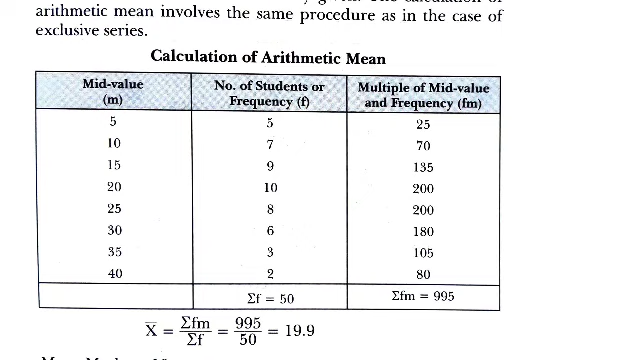 arithmetic mean involves the same procedure as in the case of
exclusive series.
Calculation of Arithmetic Mean
Mid-value (m) No. of Students or Frequency (f) Multiple of Mid-value and Frequency (fm)
5 5 25
10 7 70
15 9 135
20 10 200
25 8 200
30 6 180
35 3 105
40 2 80
Σf = 50 Σfm = 995
X̄ = Σfm/Σf = 995/50 = 19.9